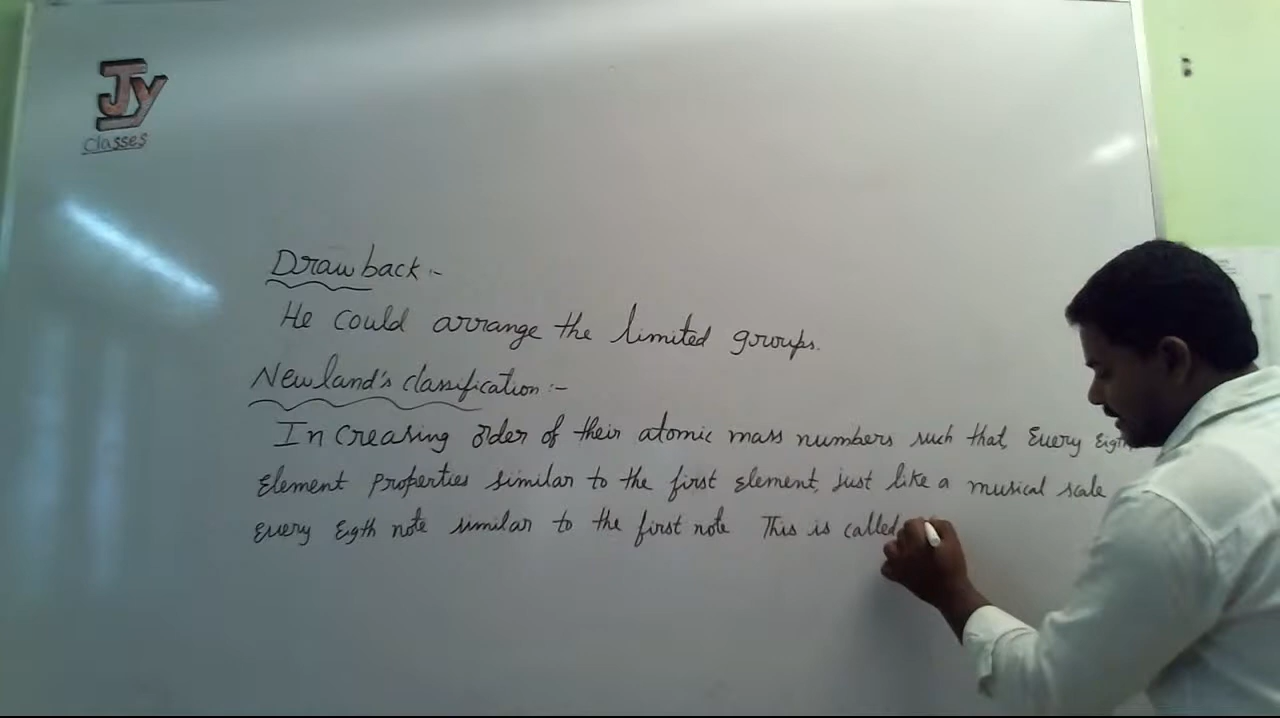 Jy
classes
Drawback :-
He could arrange the limited groups.
Newland's classification :-
Increasing order of their atomic mass numbers such that, Every Eigth
Element properties similar to the first element, just like a musical scale
Every Eigth note similar to the first note This is called